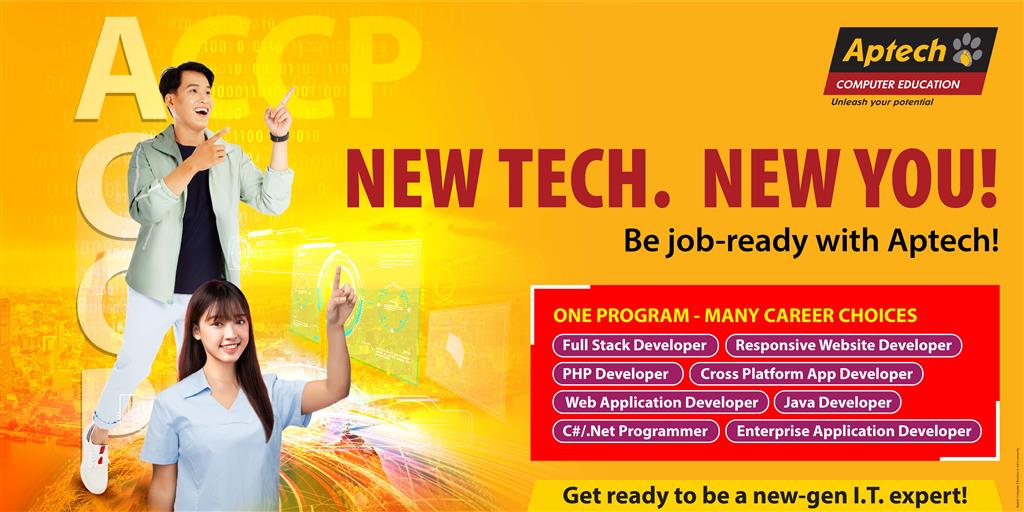 ACCP
ACCP
Aptech
COMPUTER EDUCATION
Unleash your potential
NEW TECH. NEW YOU!
Be job-ready with Aptech!
ONE PROGRAM - MANY CAREER CHOICES
Full Stack Developer
Responsive Website Developer
PHP Developer
Cross Platform App Developer
Web Application Developer
Java Developer
C#/.Net Programmer
Enterprise Application Developer
Get ready to be a new-gen I.T. expert!